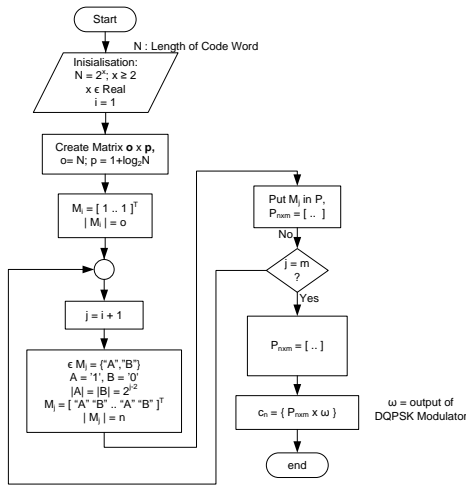 Start
N : Length of Code Word
Inisialisation:
N = 2ˣ; x ≥ 2
x ϵ Real
i = 1
Create Matrix o x p,
o= N; p = 1+log₂N
Mᵢ = [ 1 .. 1 ]ᵀ
| Mᵢ | = o
j = i + 1
ϵ Mⱼ = {“A”,”B”}
A = ’1’, B = ’0’
|A| = |B| = 2ʲ⁻²
Mⱼ = [ “A” “B” .. “A” “B” ]ᵀ
| Mⱼ | = n
Put Mⱼ in P,
Pₙₓₘ = [ .. ]
No
j = m
?
Yes
Pₙₓₘ = [ .. ]
cₙ = { Pₙₓₘ x ω }
end
ω = output of
DQPSK Modulator